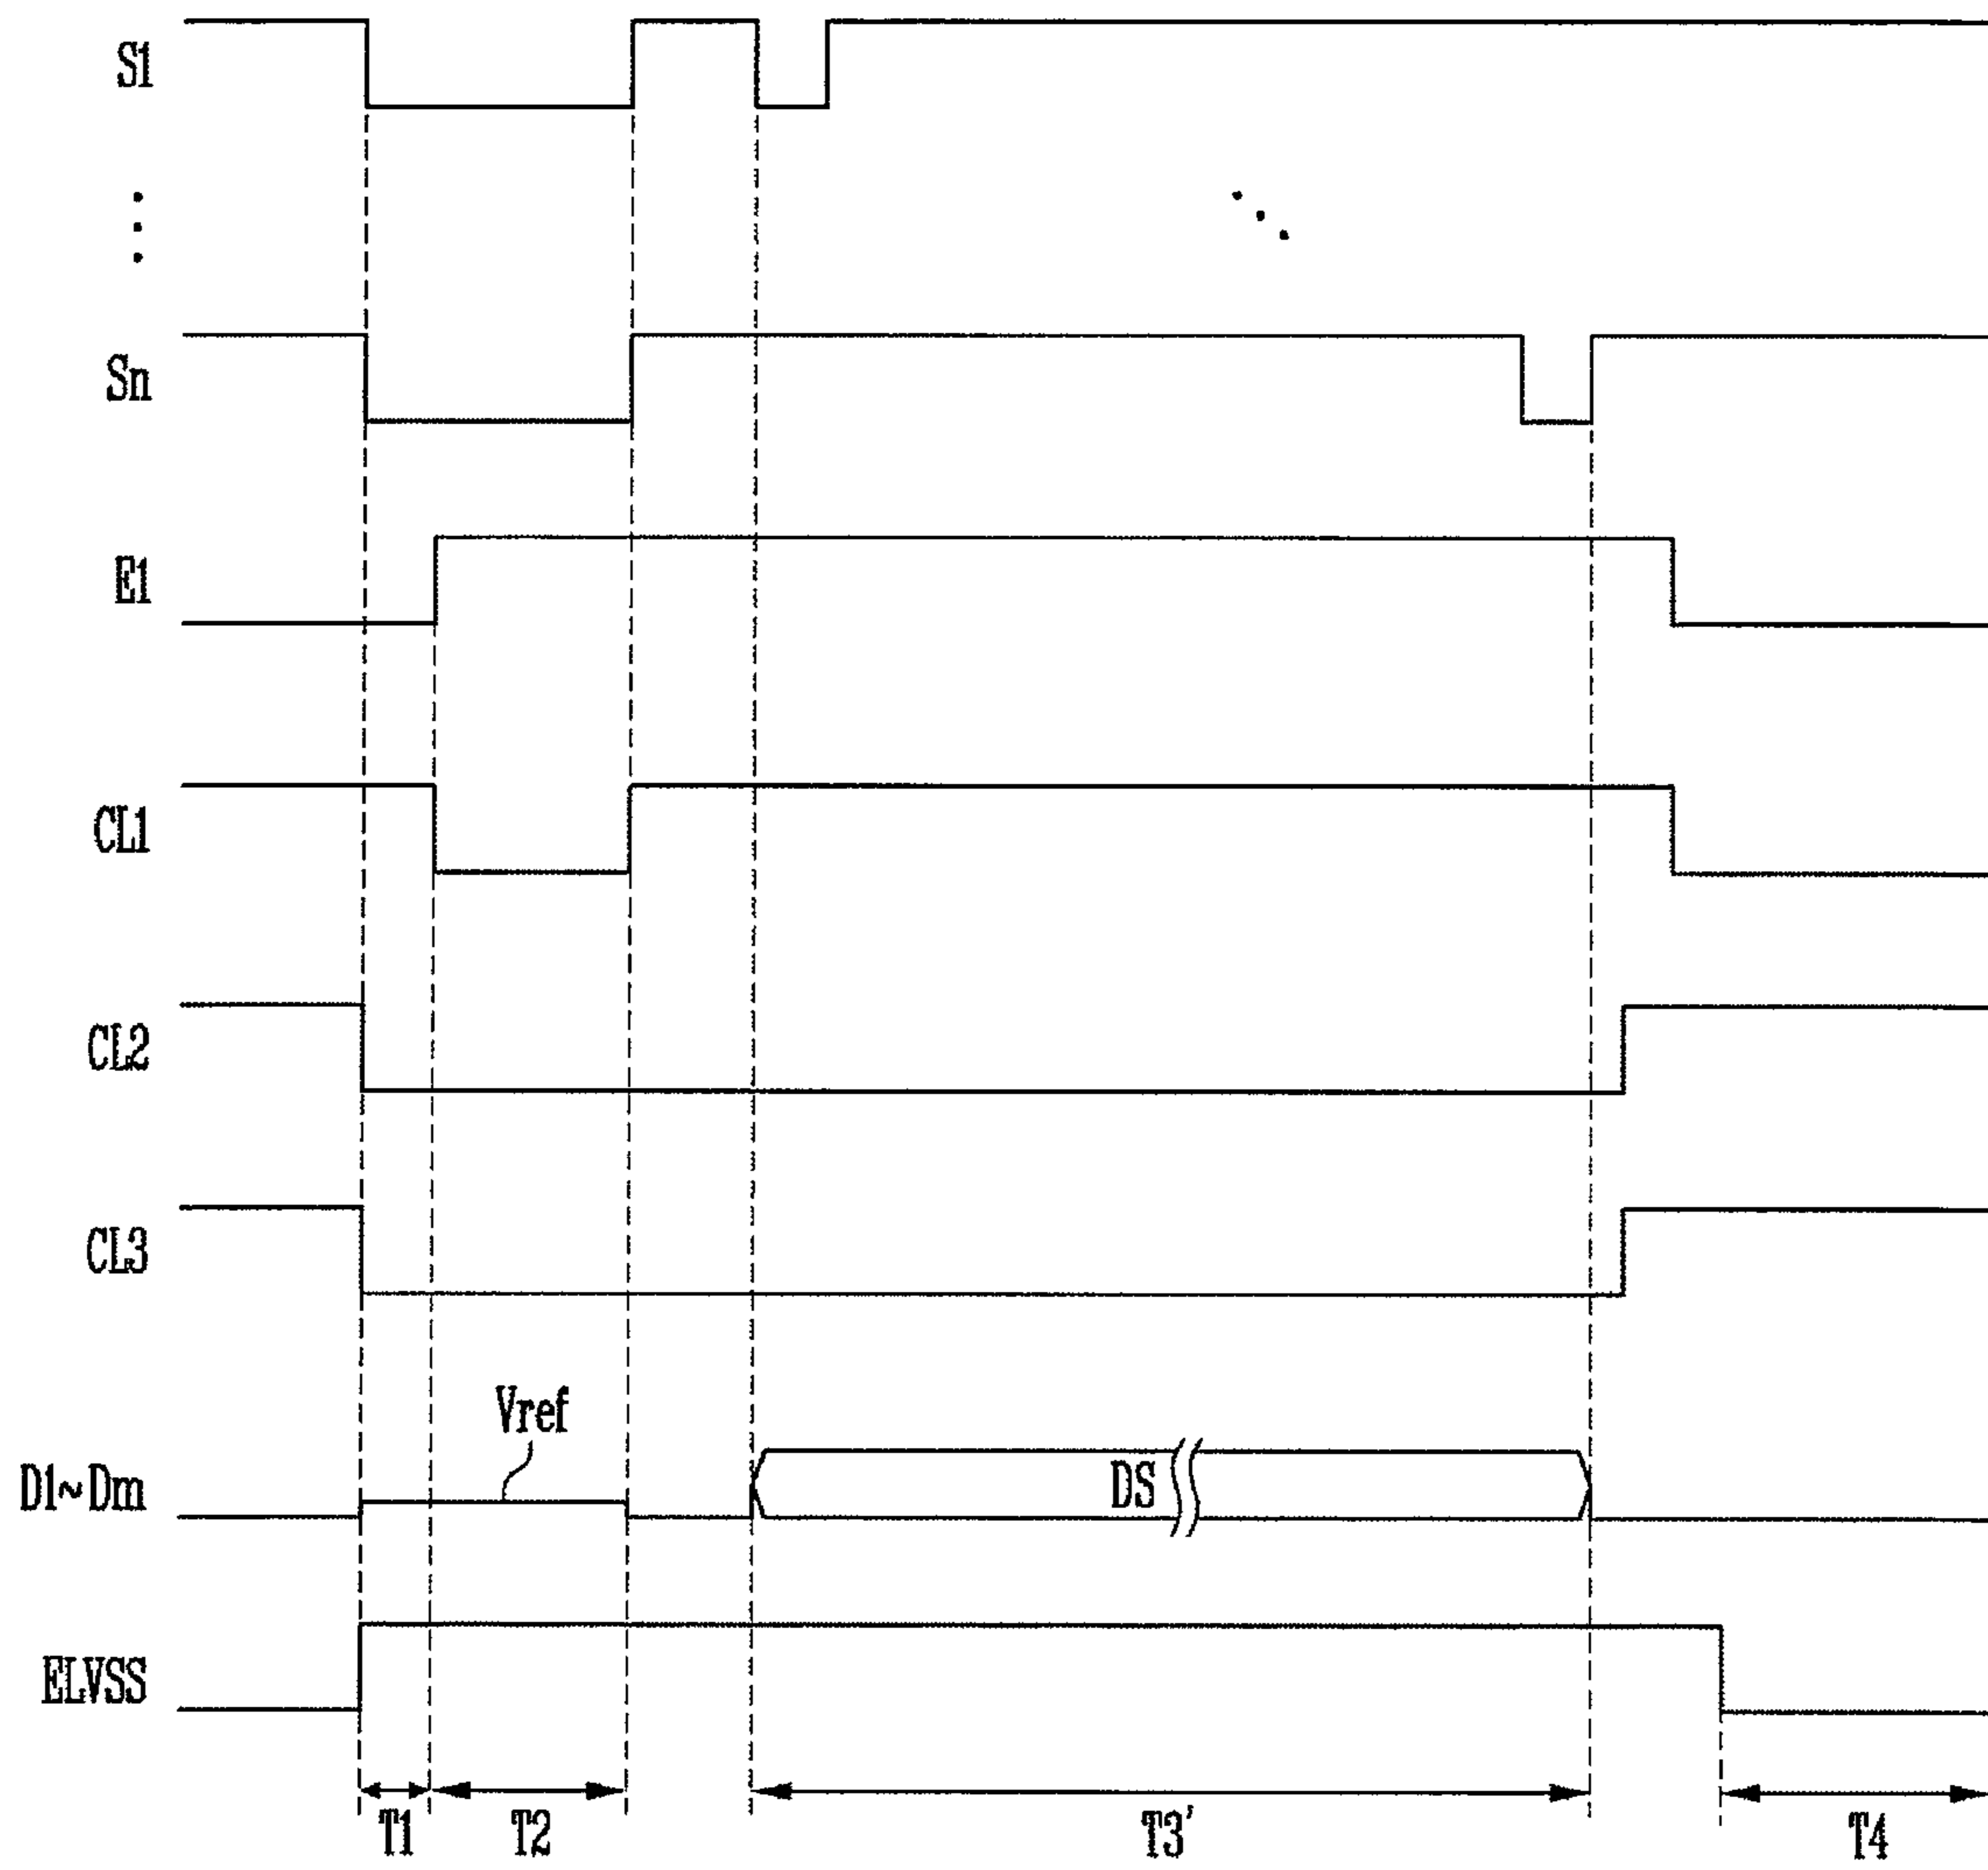 S1
Sn
E1
CL1
CL2
CL3
Vref
D1~Dm
DS
ELVSS
T1
T2
T3'
T4